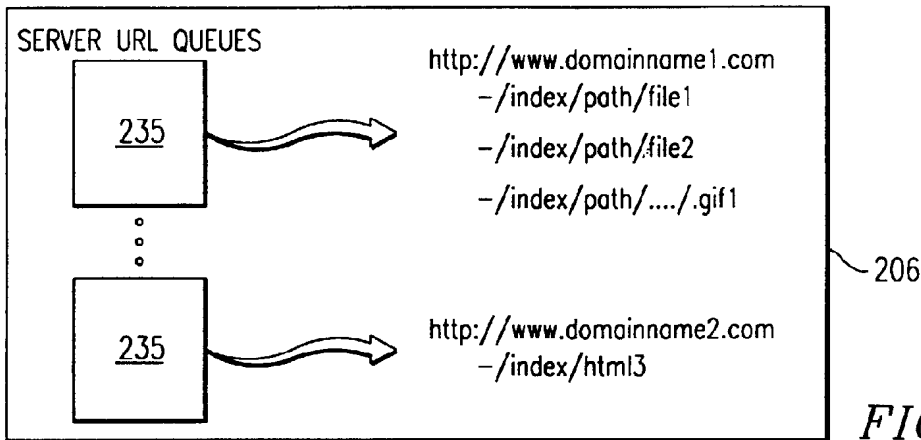 SERVER URL QUEUES
235
http://www.domainname1.com
-/index/path/file1
-/index/path/file2
-/index/path/..../.gif1
235
http://www.domainname2.com
-/index/html3
206
FIG